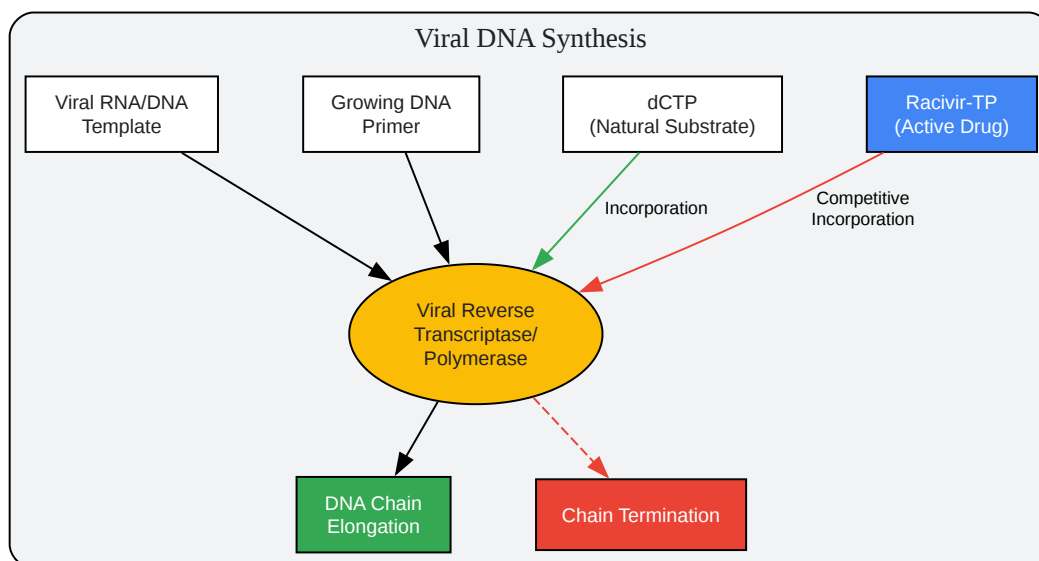 Viral DNA Synthesis
Viral RNA/DNA
Template
Growing DNA
Primer
dCTP
(Natural Substrate)
Racivir-TP
(Active Drug)
Incorporation
Competitive
Incorporation
Viral Reverse
Transcriptase/
Polymerase
DNA Chain
Elongation
Chain Termination